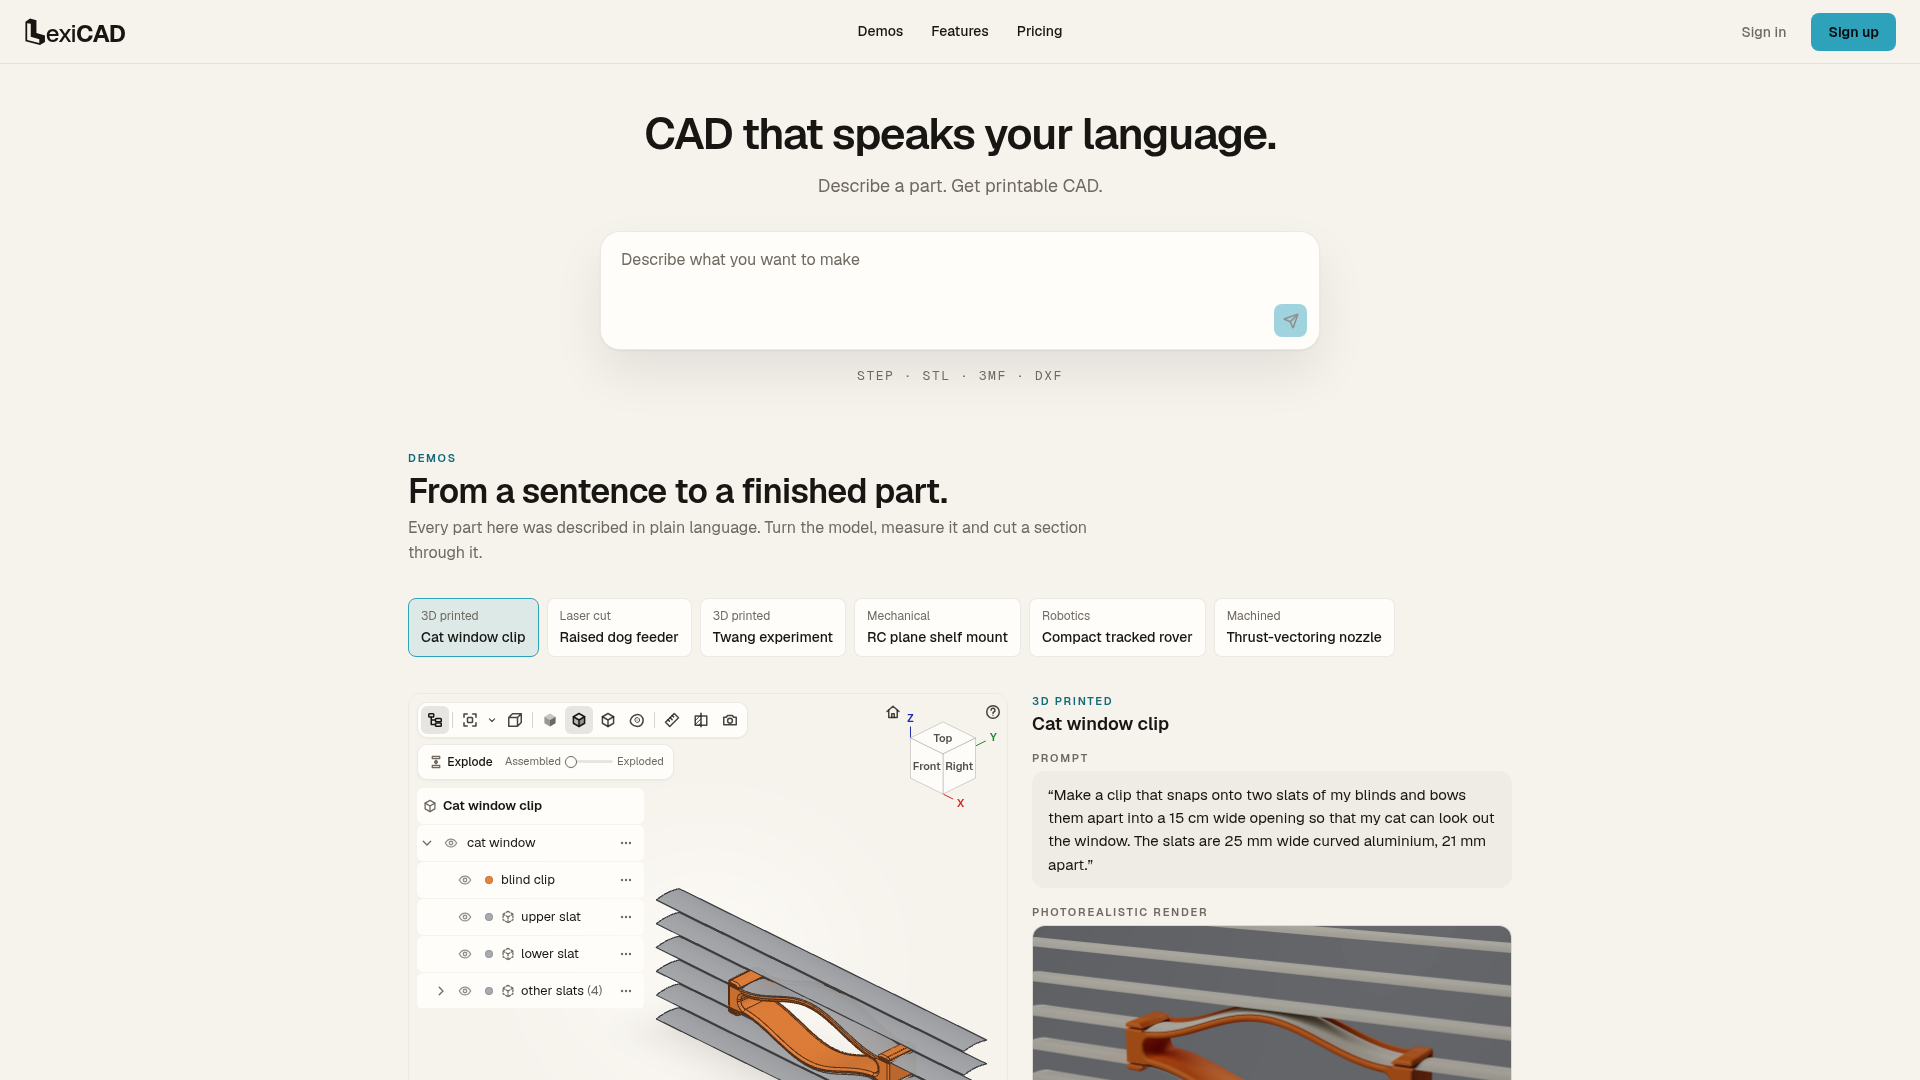 LexiCAD
Demos
Features
Pricing
Sign in
Sign up
CAD that speaks your language.
Describe a part. Get printable CAD.
Describe what you want to make
STEP · STL · 3MF · DXF
DEMOS
From a sentence to a finished part.
Every part here was described in plain language. Turn the model, measure it and cut a section
through it.
3D printed
Cat window clip
Laser cut
Raised dog feeder
3D printed
Twang experiment
Mechanical
RC plane shelf mount
Robotics
Compact tracked rover
Machined
Thrust-vectoring nozzle
Explode
Assembled
Exploded
Z
Y
X
Top
Front
Right
Cat window clip
cat window
blind clip
upper slat
lower slat
other slats (4)
3D PRINTED
Cat window clip
PROMPT
“Make a clip that snaps onto two slats of my blinds and bows
them apart into a 15 cm wide opening so that my cat can look out
the window. The slats are 25 mm wide curved aluminium, 21 mm
apart.”
PHOTOREALISTIC RENDER